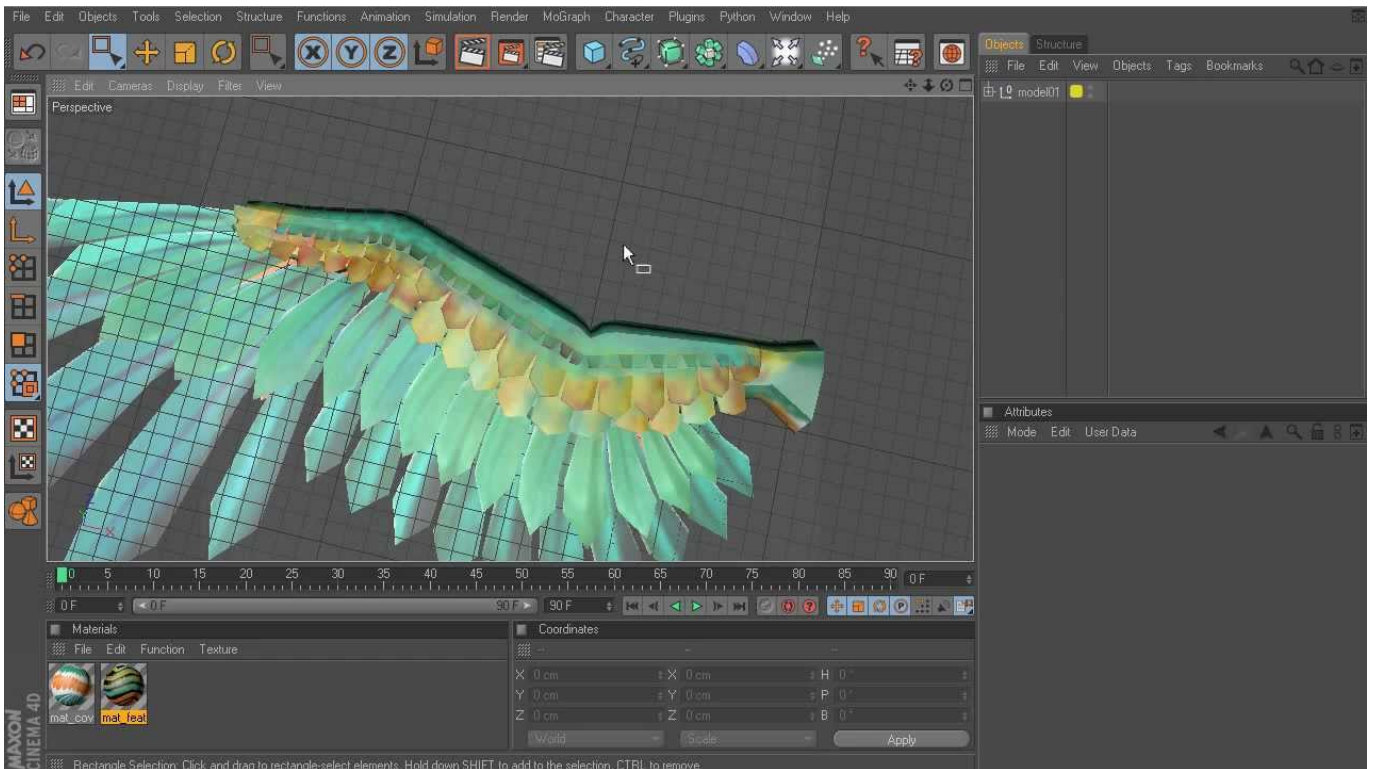 File Edit Objects Tools Selection Structure Functions Animation Simulation Render MoGraph Character Plugins Python Window Help
Objects Structure
File Edit View Objects Tags Bookmarks
Edit Cameras Display Filter View
model01
Perspective
X Y Z
X
Attributes
Mode Edit User Data
0 5 10 15 20 25 30 35 40 45 50 55 60 65 70 75 80 85 90 0 F
0 F 0 F 90 F 90 F
Materials
File Edit Function Texture
mat_cov mat_feat
Coordinates
X 0 cm X 0 cm H 0 °
Y 0 cm Y 0 cm P 0 °
Z 0 cm Z 0 cm B 0 °
World Scale Apply
MAXON
CINEMA 4D
Rectangle Selection: Click and drag to rectangle-select elements. Hold down SHIFT to add to the selection, CTRL to remove.